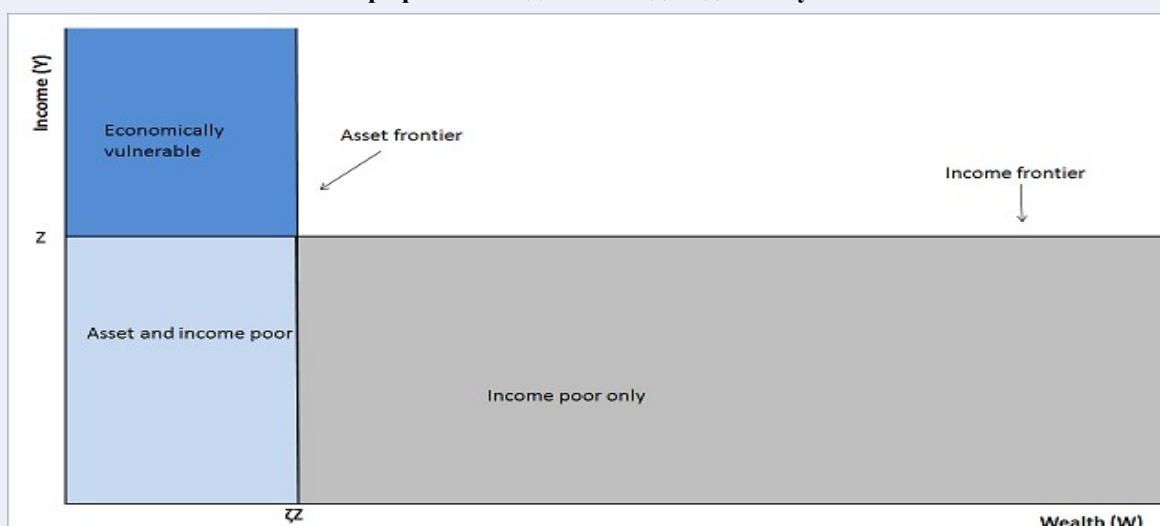 Income (Y)
Economically
vulnerable
Asset frontier
Income frontier
Z
Asset and income poor
Income poor only
ζZ
Wealth (W)